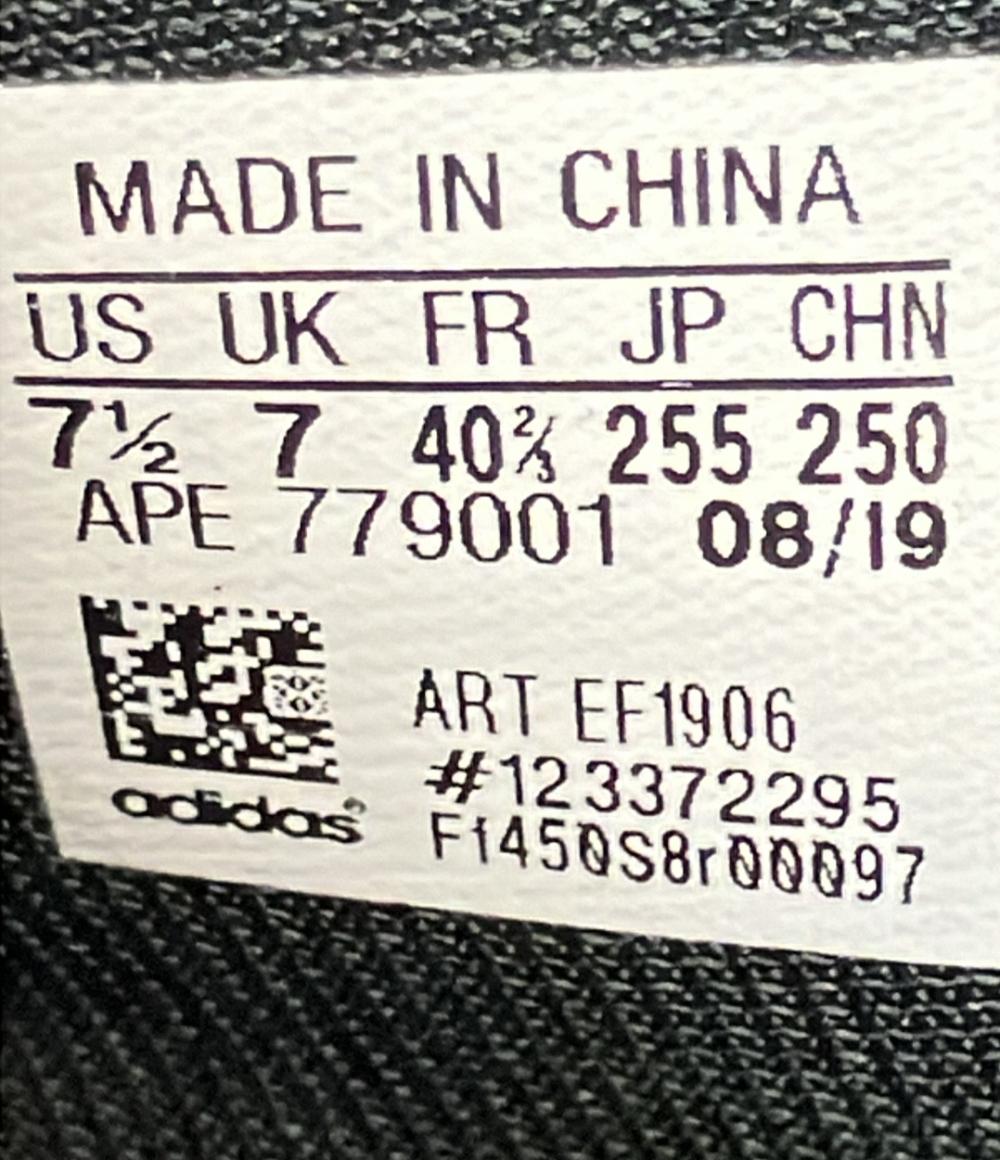 MADE IN CHINA
US UK FR JP CHN
7½ 7 40⅔ 255 250
APE 779001 08/19
ART EF1906
#123372295
adidas®
F1450S8r00097